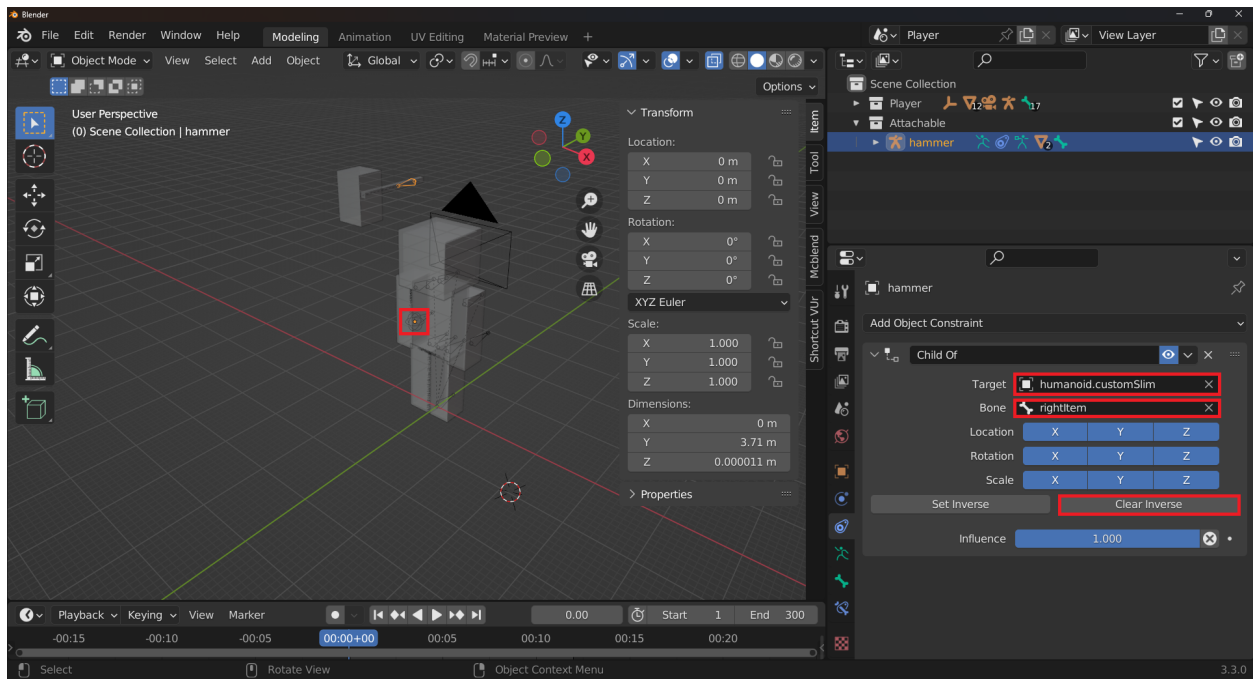 Blender
File Edit Render Window Help Modeling Animation UV Editing Material Preview +
Player
View Layer
Object Mode View Select Add Object Global
Options
User Perspective
(0) Scene Collection | hammer
Z
Y
X
Transform
Location:
X 0 m
Y 0 m
Z 0 m
Rotation:
X 0°
Y 0°
Z 0°
XYZ Euler
Scale:
X 1.000
Y 1.000
Z 1.000
Dimensions:
X 0 m
Y 3.71 m
Z 0.000011 m
Properties
Item
Tool
View
Mcblend
Shortcut VUr
Scene Collection
Player 12 17
Attachable
hammer 2
hammer
Add Object Constraint
Child Of
Target humanoid.customSlim
Bone rightItem
Location X Y Z
Rotation X Y Z
Scale X Y Z
Set Inverse Clear Inverse
Influence 1.000
Playback Keying View Marker 0.00 Start 1 End 300
-00:15 -00:10 -00:05 00:00+00 00:05 00:10 00:15 00:20
Select Rotate View Object Context Menu 3.3.0